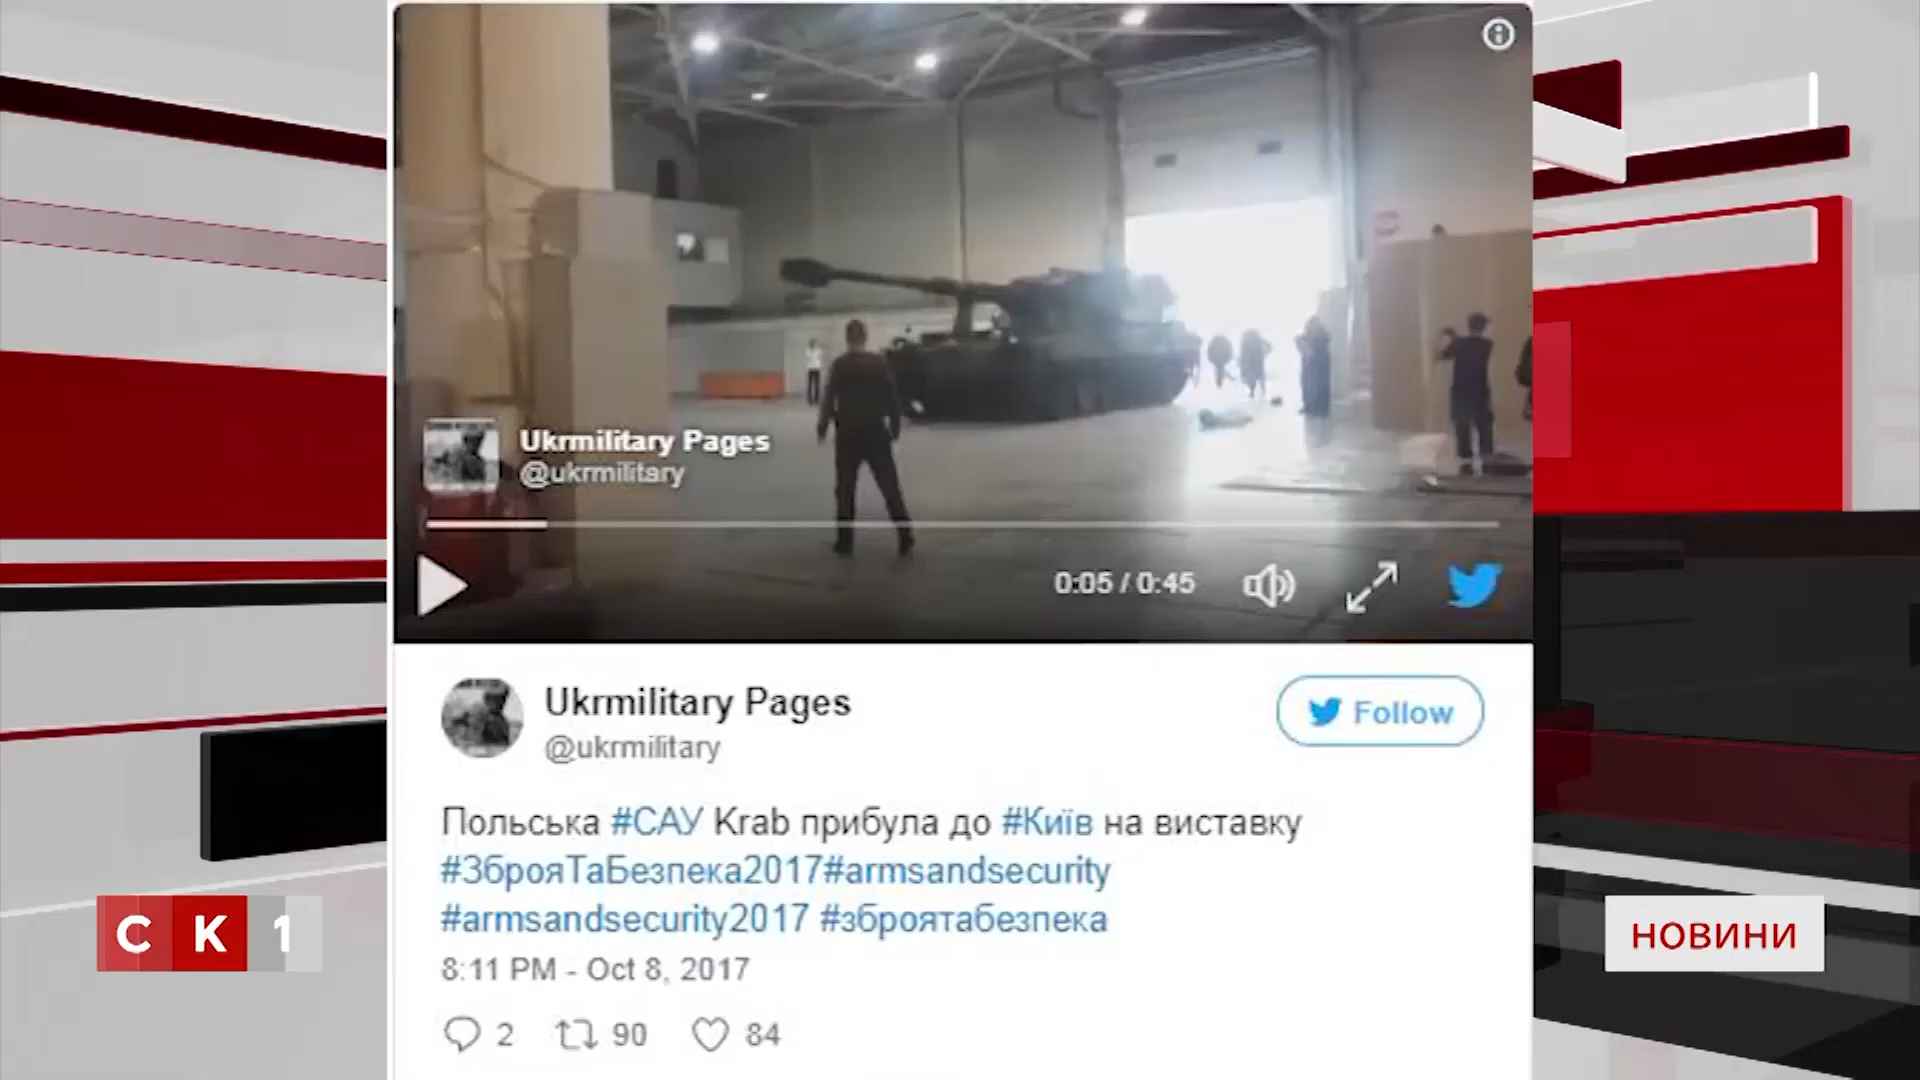 Ukrmilitary Pages
@ukrmilitary
0:05 / 0:45
Ukrmilitary Pages
@ukrmilitary
Follow
Польська #САУ Krab прибула до #Київ на виставку
#ЗброяТаБезпека2017#armsandsecurity
#armsandsecurity2017 #зброятабезпека
8:11 PM - Oct 8, 2017
2 90 84
СК1
НОВИНИ